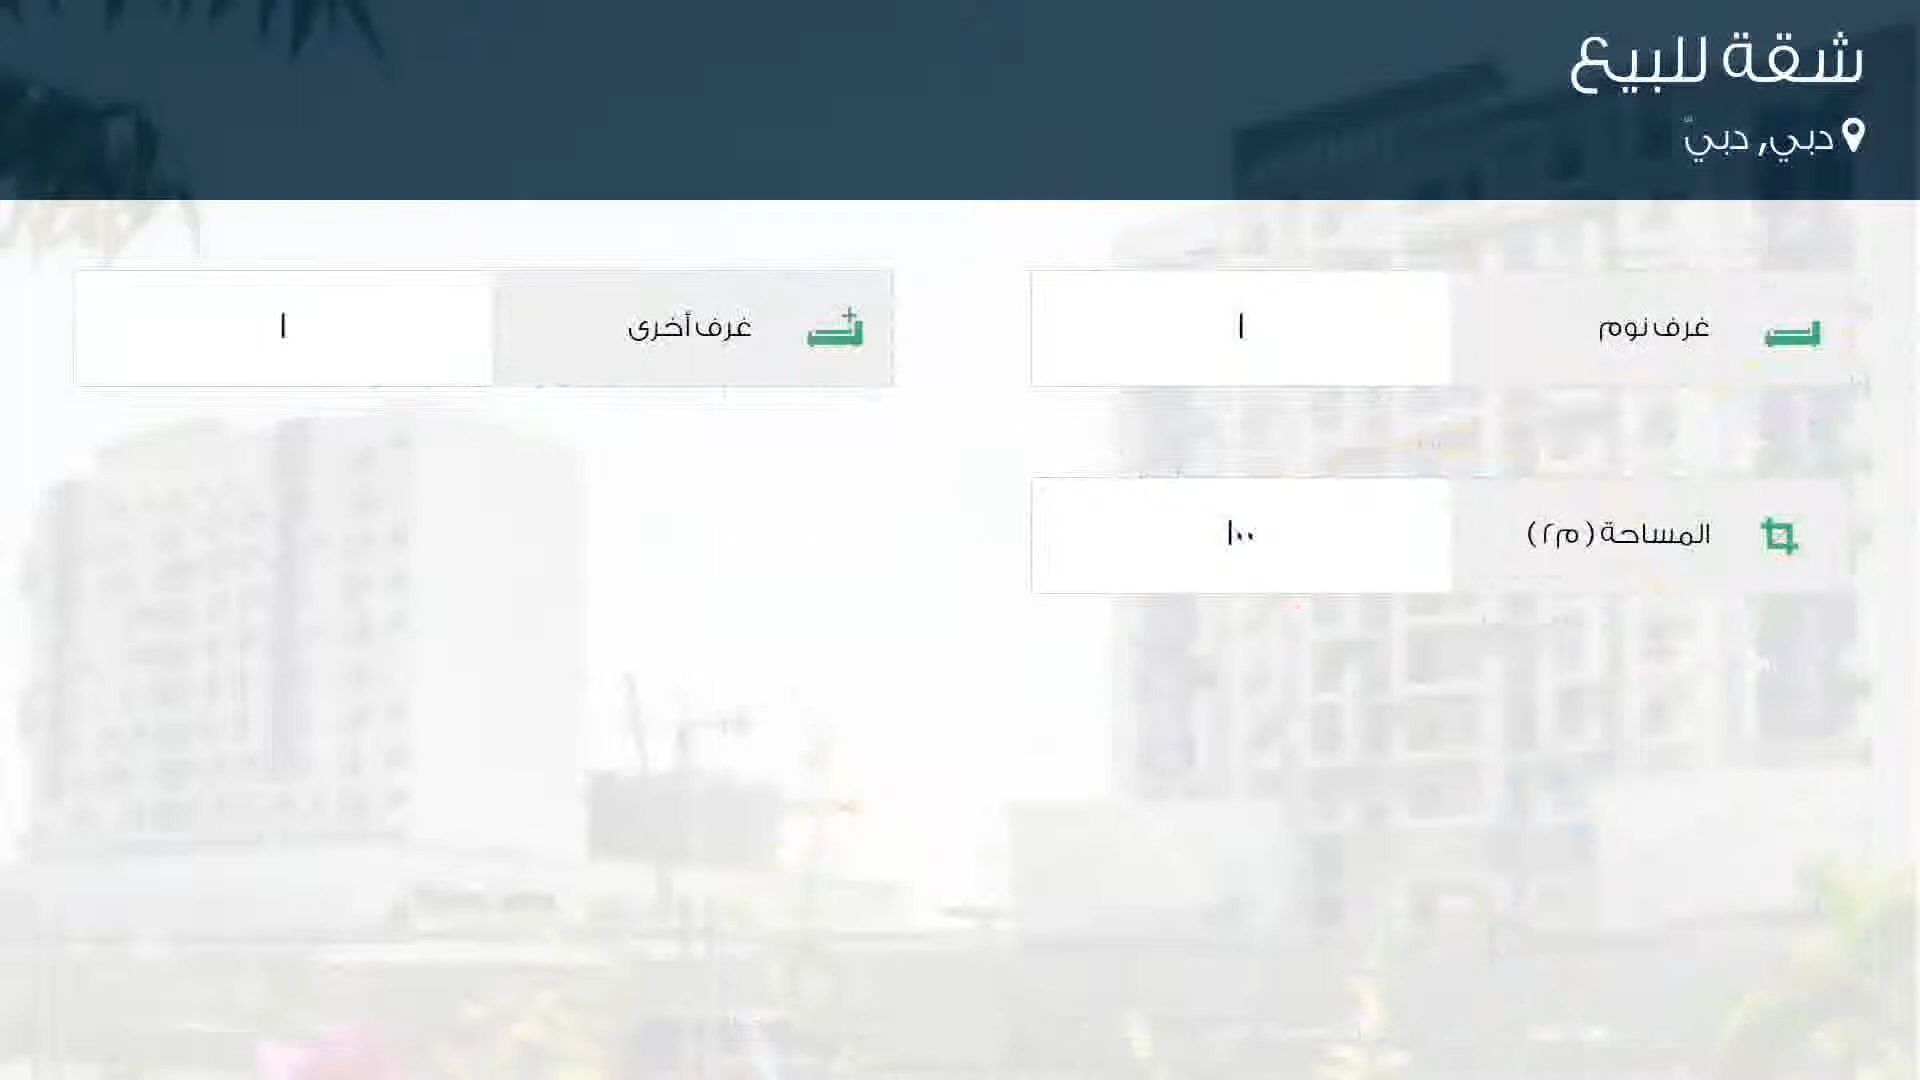 شقة للبيع
دبي, دبيّ
غرف نوم
١
غرف أخرى
١
المساحة (م٢)
١٠٠